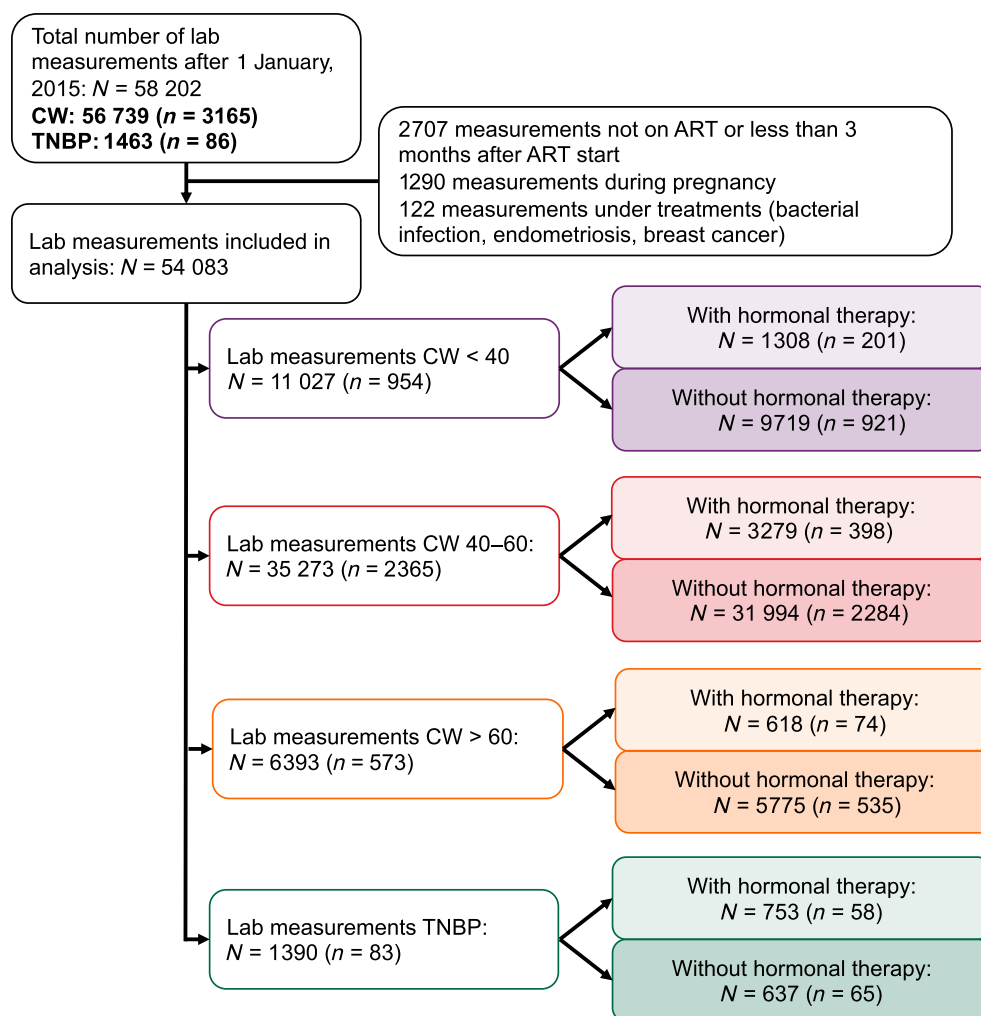 Total number of lab
measurements after 1 January,
2015: N = 58 202
CW: 56 739 (n = 3165)
TNBP: 1463 (n = 86)
2707 measurements not on ART or less than 3
months after ART start
1290 measurements during pregnancy
122 measurements under treatments (bacterial
infection, endometriosis, breast cancer)
Lab measurements included in
analysis: N = 54 083
Lab measurements CW < 40
N = 11 027 (n = 954)
With hormonal therapy:
N = 1308 (n = 201)
Without hormonal therapy:
N = 9719 (n = 921)
Lab measurements CW 40–60:
N = 35 273 (n = 2365)
With hormonal therapy:
N = 3279 (n = 398)
Without hormonal therapy:
N = 31 994 (n = 2284)
Lab measurements CW > 60:
N = 6393 (n = 573)
With hormonal therapy:
N = 618 (n = 74)
Without hormonal therapy:
N = 5775 (n = 535)
Lab measurements TNBP:
N = 1390 (n = 83)
With hormonal therapy:
N = 753 (n = 58)
Without hormonal therapy:
N = 637 (n = 65)